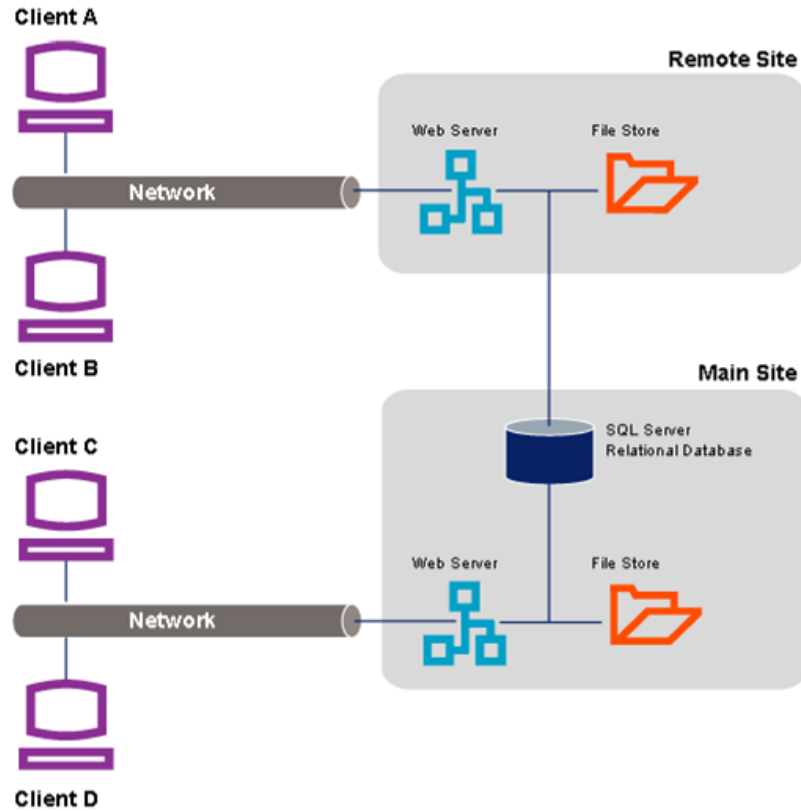 Client A
Remote Site
Web Server
File Store
Network
Client B
Main Site
SQL Server
Relational Database
Client C
Web Server
File Store
Network
Client D